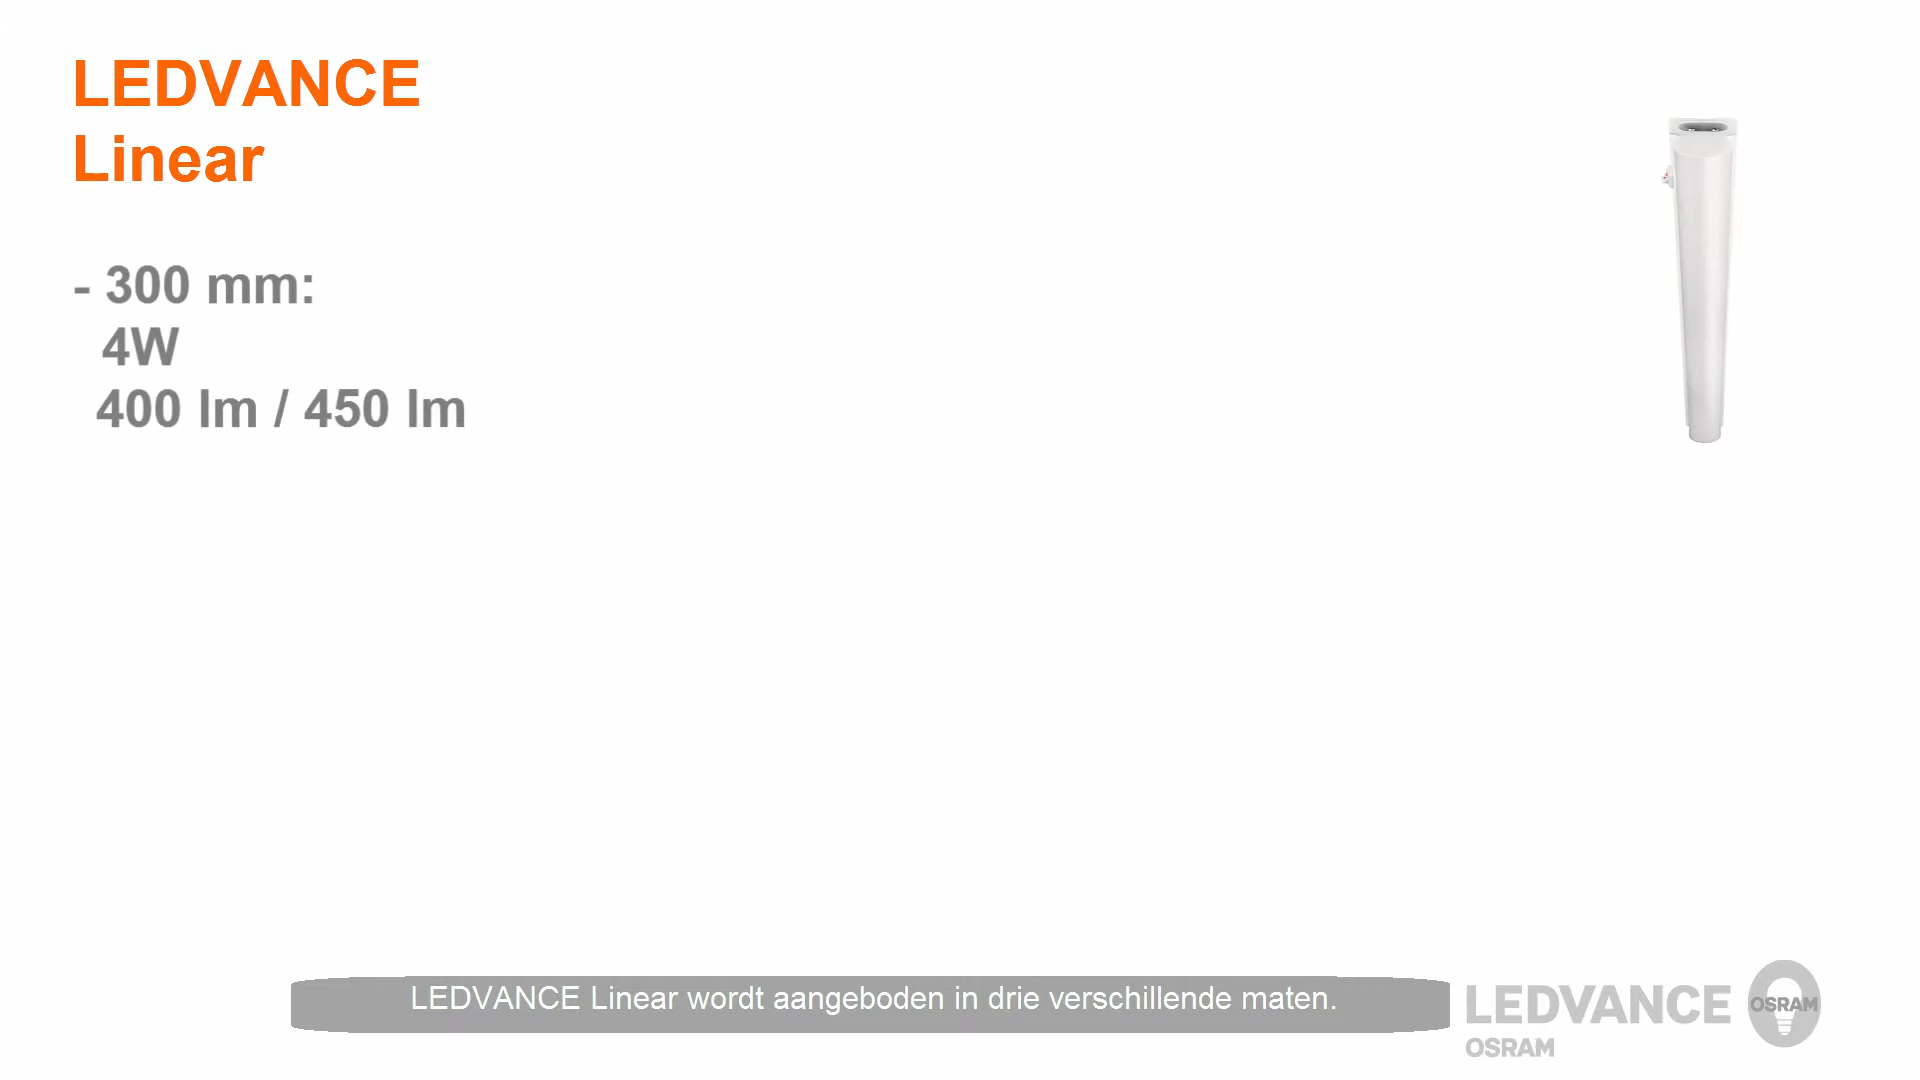 LEDVANCE
Linear
- 300 mm:
4W
400 lm / 450 lm
LEDVANCE Linear wordt aangeboden in drie verschillende maten.
LEDVANCE
OSRAM
OSRAM